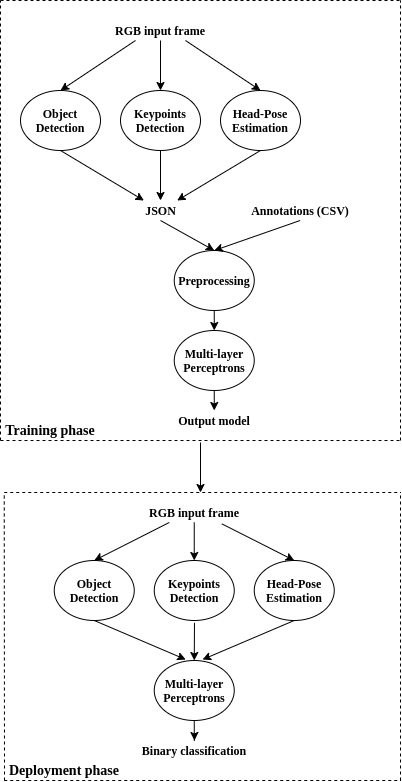 RGB input frame
Object
Detection
Keypoints
Detection
Head-Pose
Estimation
JSON
Annotations (CSV)
Preprocessing
Multi-layer
Perceptrons
Output model
Training phase
RGB input frame
Object
Detection
Keypoints
Detection
Head-Pose
Estimation
Multi-layer
Perceptrons
Binary classification
Deployment phase